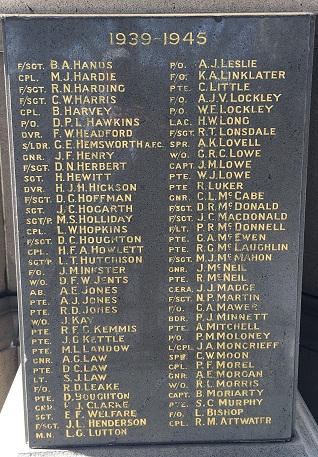 1939-1945
F/SGT. B.A. HANDS
CPL. M.J. HARDIE
F/SGT. R.N. HARDING
F/SGT. C.W. HARRIS
CPL. B. HARVEY
P/O. D.P.L. HAWKINS
DVR. F.W. HEADFORD
S/LDR. G.E. HEMSWORTH A.F.C.
GNR. J.F. HENRY
F/SGT. D.N. HERBERT
SGT. H. HEWITT
DVR. H.J.H. HICKSON
F/SGT. D.C. HOFFMAN
SGT. J.C. HOGARTH
SGT/P. M.S. HOLLIDAY
CPL. L.W. HOPKINS
F/SGT. D.C. HOUGHTON
CPL. H.F.A. HOWLETT
SGT/P. L.T. HUTCHISON
F/O. J. MINISTER
W/O. D.F.W. JENTS
AB. A.E. JONES
PTE. A.J. JONES
PTE. R.D. JONES
W/O. J. KAY
PTE. R.F.G. KEMMIS
PTE. J.G. KETTLE
PTE. M.L. LANDOW
GNR. A.G. LAW
PTE. D.C. LAW
LT. S.J. LAW
F/O. R.D. LEAKE
PTE. D. BOUGHTON
GNR. J. CLARKE
SGT. E.F. WELFARE
F/SGT. J.L. HENDERSON
M.N. L.G. LUTTON
P/O. A.J. LESLIE
F/O. K.A. LINKLATER
PTE. C. LITTLE
F/O. A.J.V. LOCKLEY
P/O. W.E. LOCKLEY
LAC. H.W. LONG
F/SGT. R.T. LONSDALE
SPR. A.K. LOVELL
W/O. G.R.C. LOWE
CAPT. J.M. LOWE
PTE. W.J. LOWE
PTE. R. LUKER
GNR. C.L. McCABE
F/SGT. D.R. McDONALD
F/SGT. J.C. MACDONALD
F/LT. P.R. McDONNELL
PTE. C.A. McEWEN
PTE. R.G. McLAUGHLIN
F/SGT. M.J. McMAHON
GNR. J. McNEIL
PTE. R. McNEIL
C.E.R.A. J.J. MADGE
F/SGT. N.P. MARTIN
F/O. G.A. MAWER
BDR. P.J. MINNETT
PTE. A. MITCHELL
P/O. P.M. MOLONEY
L/CPL. J.A. MONCRIEFF
SPR. C.W. MOON
CPL. P.F. MOREL
GNR. A.E. MORGAN
W/O. R.L. MORRIS
CAPT. B. MORIARTY
PTE. S.C. MURPHY
F/O. L. BISHOP
CPL. R.M. ATTWATER